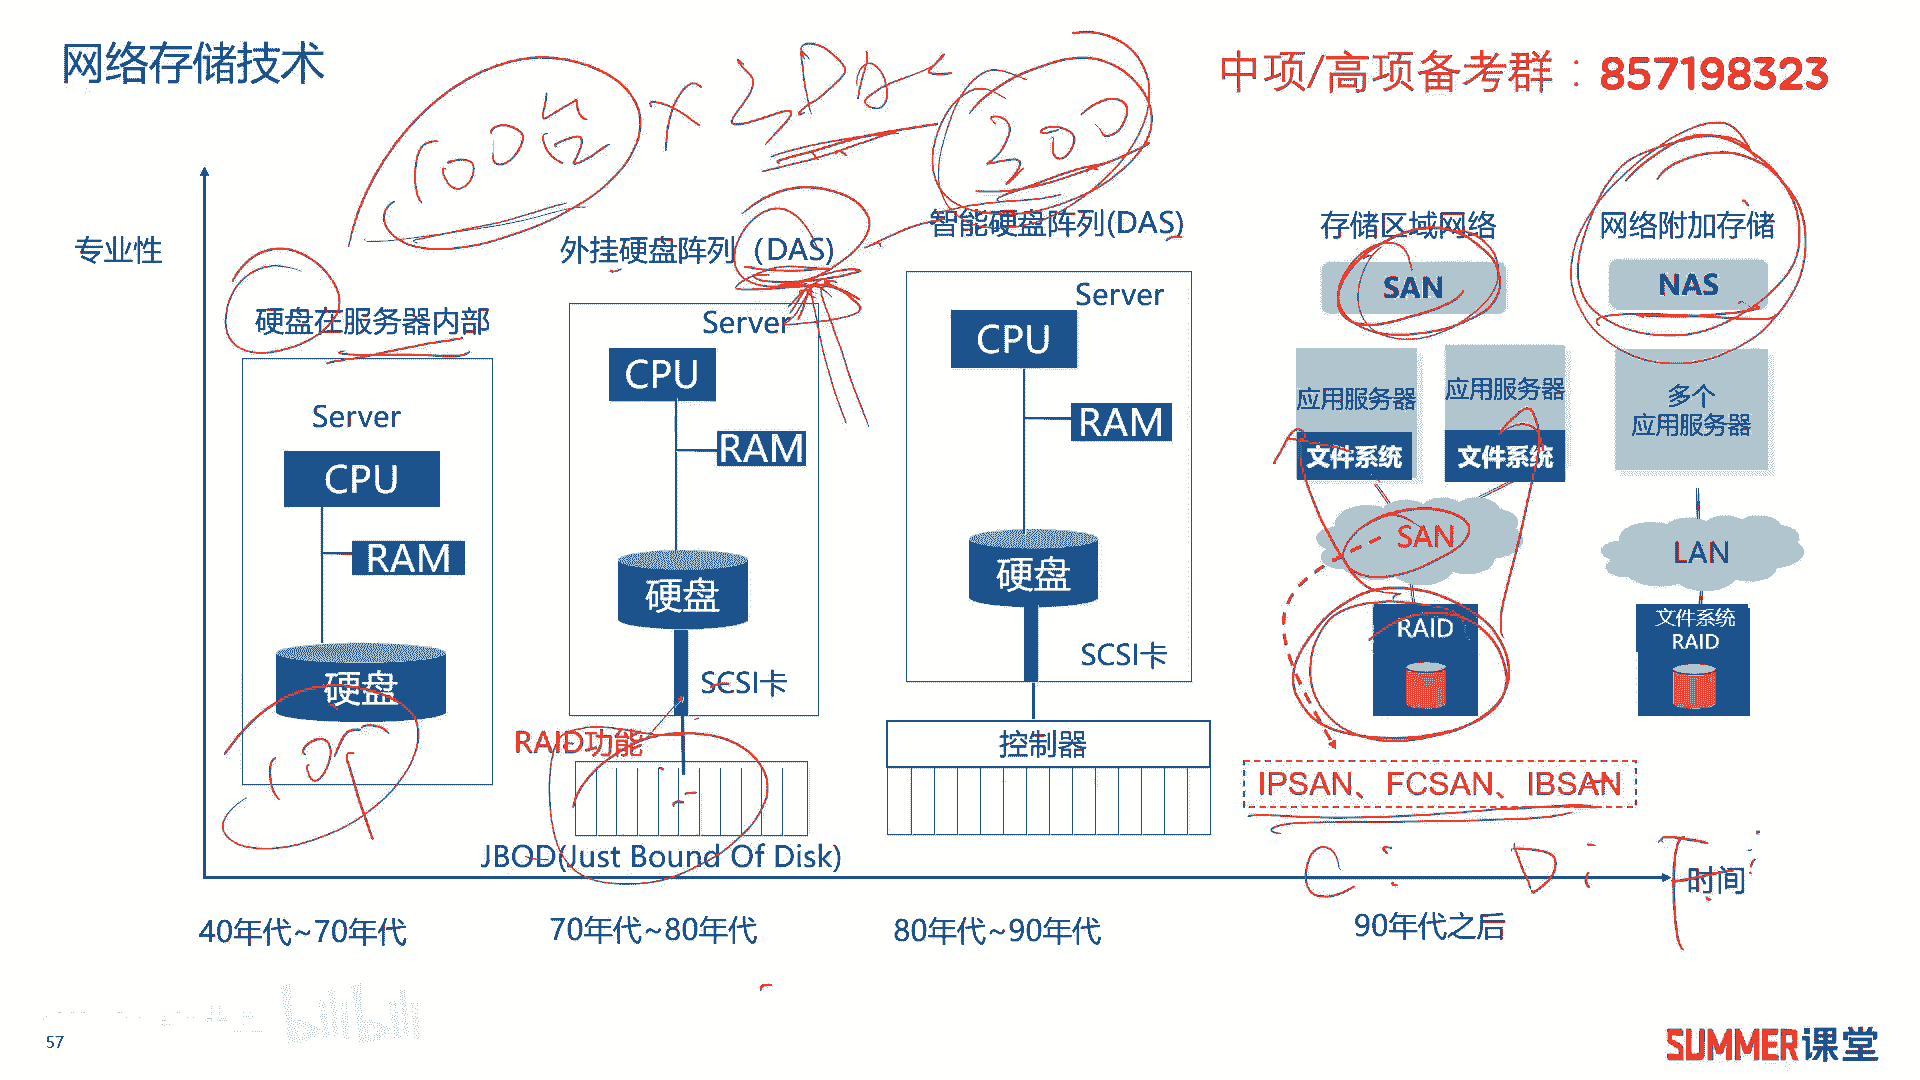 网络存储技术
中项/高项备考群：857198323
100台 × 3
300
专业性
硬盘在服务器内部
Server
CPU
RAM
硬盘
外挂硬盘阵列（DAS)
Server
CPU
RAM
硬盘
SCSI卡
RAID功能
JBOD(Just Bound Of Disk)
智能硬盘阵列(DAS)
Server
CPU
RAM
硬盘
SCSI卡
控制器
存储区域网络
SAN
应用服务器
文件系统
应用服务器
文件系统
SAN
RAID
IPSAN、FCSAN、IBSAN
网络附加存储
NAS
多个
应用服务器
LAN
文件系统
RAID
时间
40年代~70年代
70年代~80年代
80年代~90年代
90年代之后
bilibili
57
SUMMER课堂